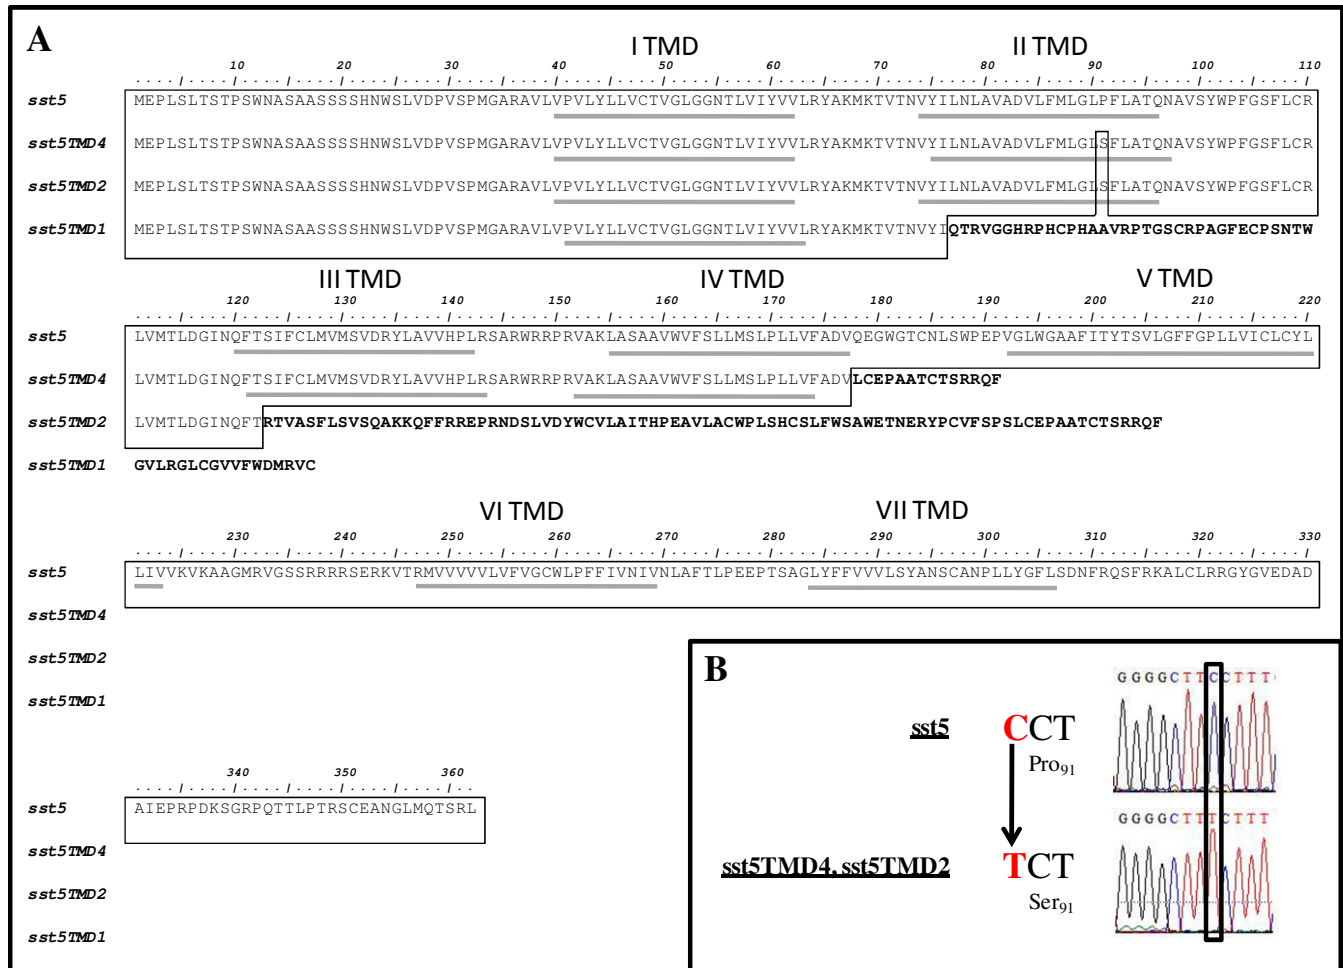 A
I TMD II TMD
10 20 30 40 50 60 70 80 90 100 110
sst5 MEPLSLTSTPSWNASAASSSSHNWSLVDPVSPMGARAVLVPVLYLLVCTVGLGGNTLVIYVVLRYAKMKTVTNVYILNLAVADVLFMLGLPFLATQNAVSYWPFGSFLCR
sst5TMD4 MEPLSLTSTPSWNASAASSSSHNWSLVDPVSPMGARAVLVPVLYLLVCTVGLGGNTLVIYVVLRYAKMKTVTNVYILNLAVADVLFMLGLSFLATQNAVSYWPFGSFLCR
sst5TMD2 MEPLSLTSTPSWNASAASSSSHNWSLVDPVSPMGARAVLVPVLYLLVCTVGLGGNTLVIYVVLRYAKMKTVTNVYILNLAVADVLFMLGLSFLATQNAVSYWPFGSFLCR
sst5TMD1 MEPLSLTSTPSWNASAASSSSHNWSLVDPVSPMGARAVLVPVLYLLVCTVGLGGNTLVIYVVLRYAKMKTVTNVYIQTRVGGHRPHCPHAAVRPTGSCRPAGFECPSNTW
III TMD IV TMD V TMD
120 130 140 150 160 170 180 190 200 210 220
sst5 LVMTLDGINQFTSIFCLMVMSVDRYLAVVHPLRSARWRRPRVAKLASAAVWVFSLLMSLPLLVFADVQEGWGTCNLSWPEPVGLWGAAFITYTSVLGFFGPLLVICLCYL
sst5TMD4 LVMTLDGINQFTSIFCLMVMSVDRYLAVVHPLRSARWRRPRVAKLASAAVWVFSLLMSLPLLVFADVLCEPAATCTSRRQF
sst5TMD2 LVMTLDGINQFTRTVASFLSVSQAKKQFFRREPRNDSLVDYWCVLAITHPEAVLACWPLSHCSLFWSAWETNERYPCVFSPSLCEPAATCTSRRQF
sst5TMD1 GVLRGLCGVVFWDMRVC
VI TMD VII TMD
230 240 250 260 270 280 290 300 310 320 330
sst5 LIVVKVKAAGMRVGSSRRRRSERKVTRMVVVVVLVFVGCWLPFFIVNIVNLAFTLPEEPTSAGLYFFVVVLSYANSCANPLLYGFLSDNFRQSFRKALCLRRGYGVEDAD
sst5TMD4
sst5TMD2
sst5TMD1
340 350 360
sst5 AIEPRPDKSGRPQTTLPTRSCEANGLMQTSRL
sst5TMD4
sst5TMD2
sst5TMD1
B
GGGGCTTCCTTT
sst5 CCT
Pro91
GGGGCTTTCTTT
sst5TMD4, sst5TMD2 TCT
Ser91